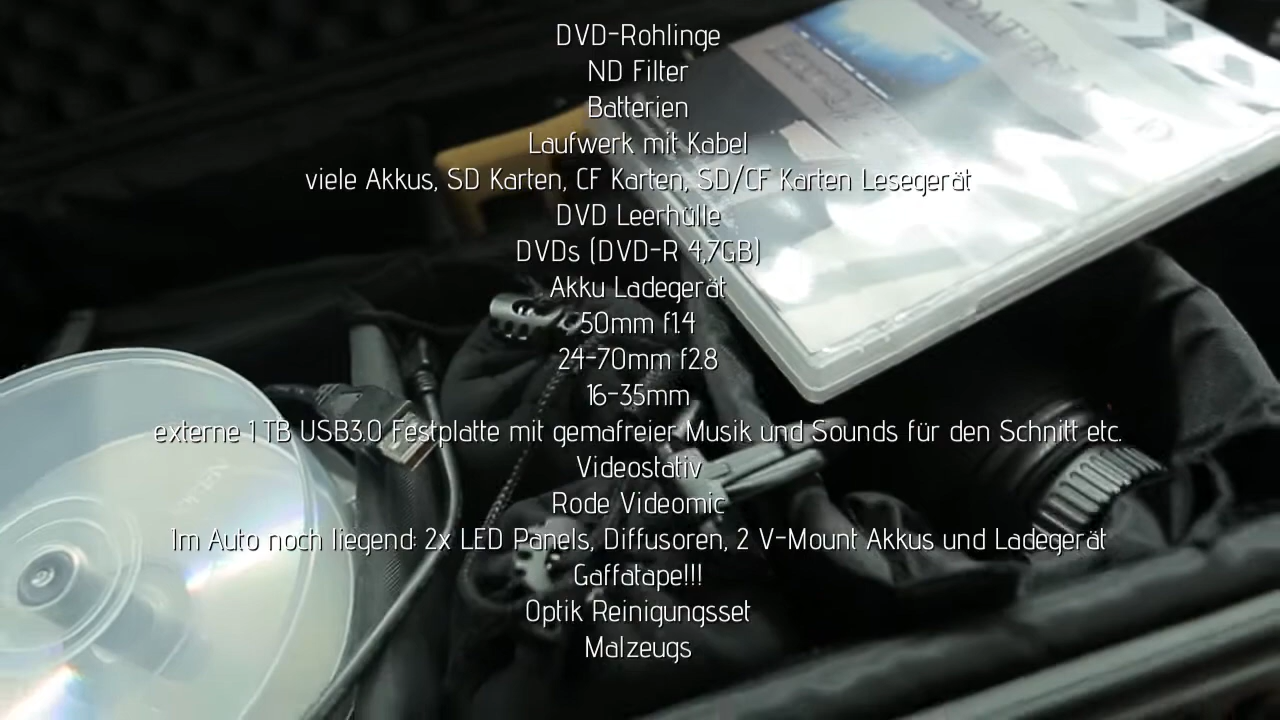 DVD-Rohlinge
ND Filter
Batterien
Laufwerk mit Kabel
viele Akkus, SD Karten, CF Karten, SD/CF Karten Lesegerät
DVD Leerhülle
DVDs (DVD-R 4,7GB)
Akku Ladegerät
50mm f1.4
24-70mm f2.8
16-35mm
externe 1 TB USB3.0 Festplatte mit gemafreier Musik und Sounds für den Schnitt etc.
Videostativ
Rode Videomic
Im Auto noch liegend: 2x LED Panels, Diffusoren, 2 V-Mount Akkus und Ladegerät
Gaffatape!!!
Optik Reinigungsset
Malzeugs
DATEN